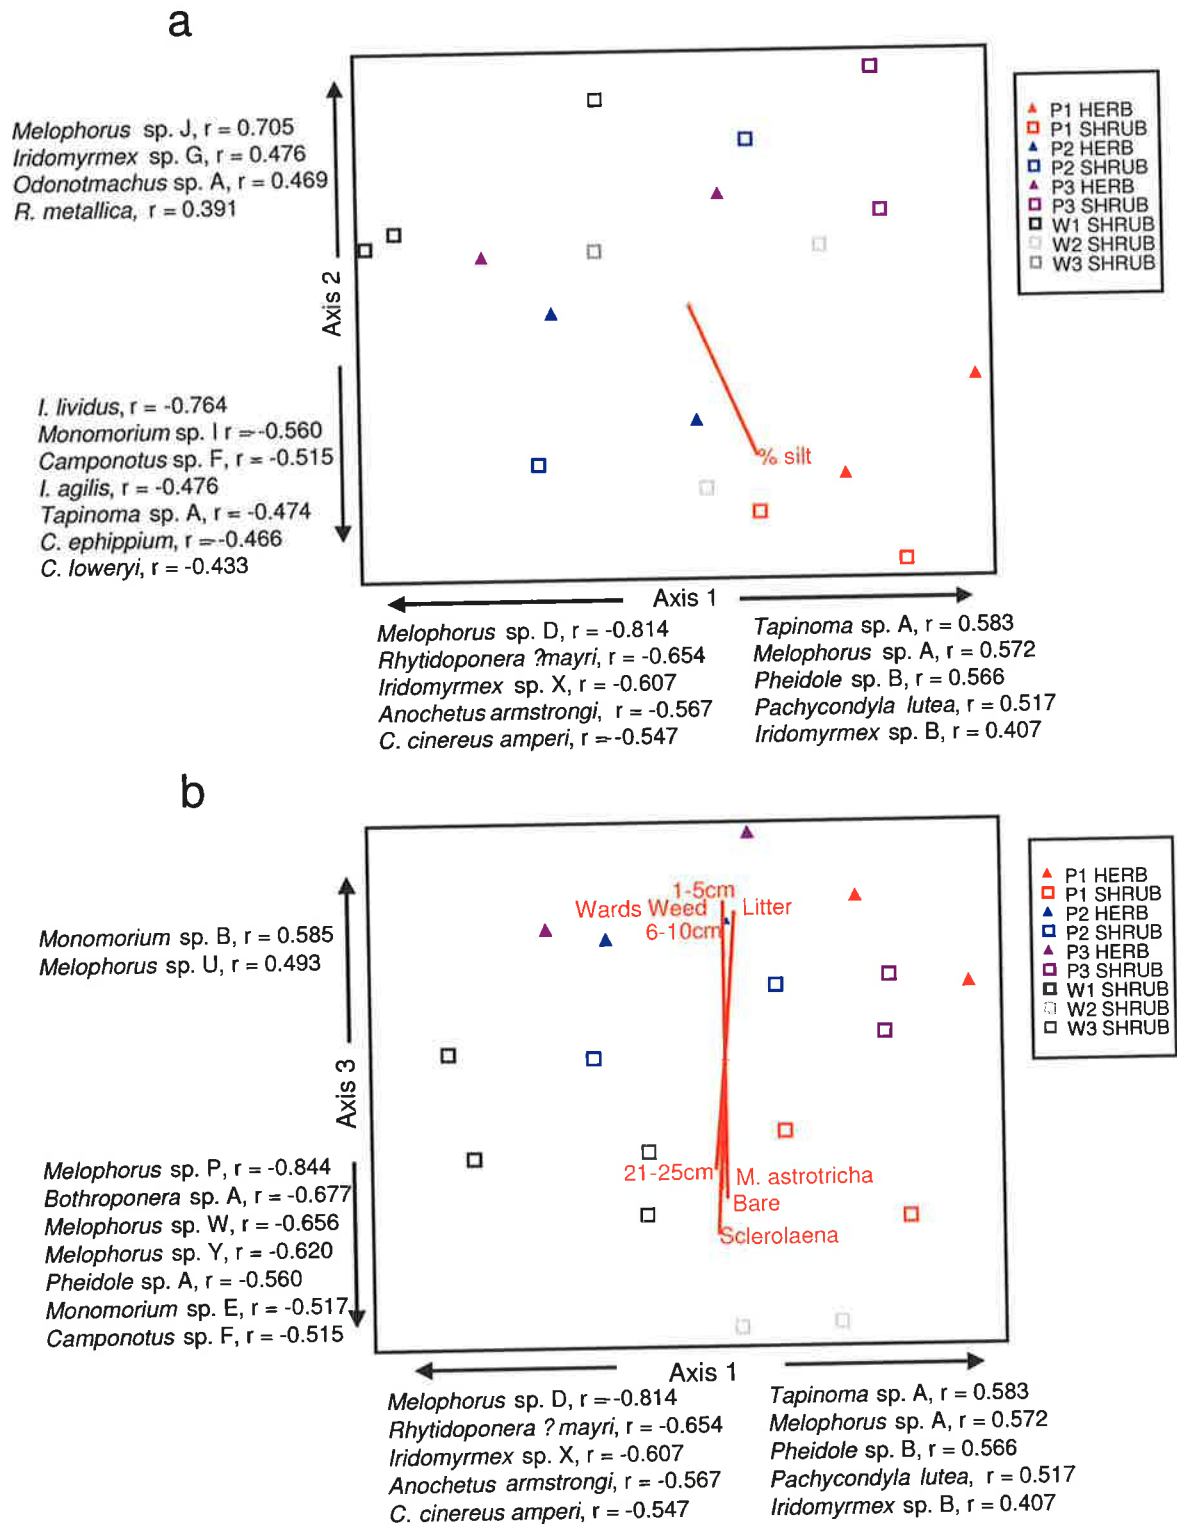 a
Melophorus sp. J, r = 0.705
Iridomyrmex sp. G, r = 0.476
Odonotmachus sp. A, r = 0.469
R. metallica, r = 0.391
Axis 2
I. lividus, r = -0.764
Monomorium sp. I r =-0.560
Camponotus sp. F, r = -0.515
I. agilis, r = -0.476
Tapinoma sp. A, r = -0.474
C. ephippium, r =-0.466
C. loweryi, r = -0.433
% silt
P1 HERB
P1 SHRUB
P2 HERB
P2 SHRUB
P3 HERB
P3 SHRUB
W1 SHRUB
W2 SHRUB
W3 SHRUB
Axis 1
Melophorus sp. D, r = -0.814
Rhytidoponera ?mayri, r = -0.654
Iridomyrmex sp. X, r = -0.607
Anochetus armstrongi, r = -0.567
C. cinereus amperi, r =-0.547
Tapinoma sp. A, r = 0.583
Melophorus sp. A, r = 0.572
Pheidole sp. B, r = 0.566
Pachycondyla lutea, r = 0.517
Iridomyrmex sp. B, r = 0.407
b
Monomorium sp. B, r = 0.585
Melophorus sp. U, r = 0.493
Axis 3
Melophorus sp. P, r = -0.844
Bothroponera sp. A, r = -0.677
Melophorus sp. W, r = -0.656
Melophorus sp. Y, r = -0.620
Pheidole sp. A, r = -0.560
Monomorium sp. E, r = -0.517
Camponotus sp. F, r = -0.515
1-5cm
Wards Weed
Litter
6-10cm
21-25cm
M. astrotricha
Bare
Sclerolaena
P1 HERB
P1 SHRUB
P2 HERB
P2 SHRUB
P3 HERB
P3 SHRUB
W1 SHRUB
W2 SHRUB
W3 SHRUB
Axis 1
Melophorus sp. D, r =-0.814
Rhytidoponera ? mayri, r = -0.654
Iridomyrmex sp. X, r = -0.607
Anochetus armstrongi, r = -0.567
C. cinereus amperi, r = -0.547
Tapinoma sp. A, r = 0.583
Melophorus sp. A, r = 0.572
Pheidole sp. B, r = 0.566
Pachycondyla lutea, r = 0.517
Iridomyrmex sp. B, r = 0.407